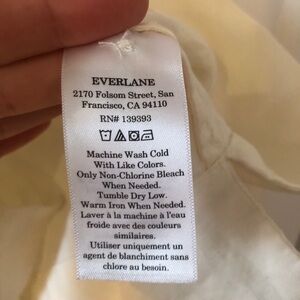 EVERLANE
2170 Folsom Street, San
Francisco, CA 94110
RN# 139393
Machine Wash Cold
With Like Colors.
Only Non-Chlorine Bleach
When Needed.
Tumble Dry Low.
Warm Iron When Needed.
Laver à la machine à l'eau
froide avec des couleurs
similaires.
Utiliser uniquement un
agent de blanchiment sans
chlore au besoin.